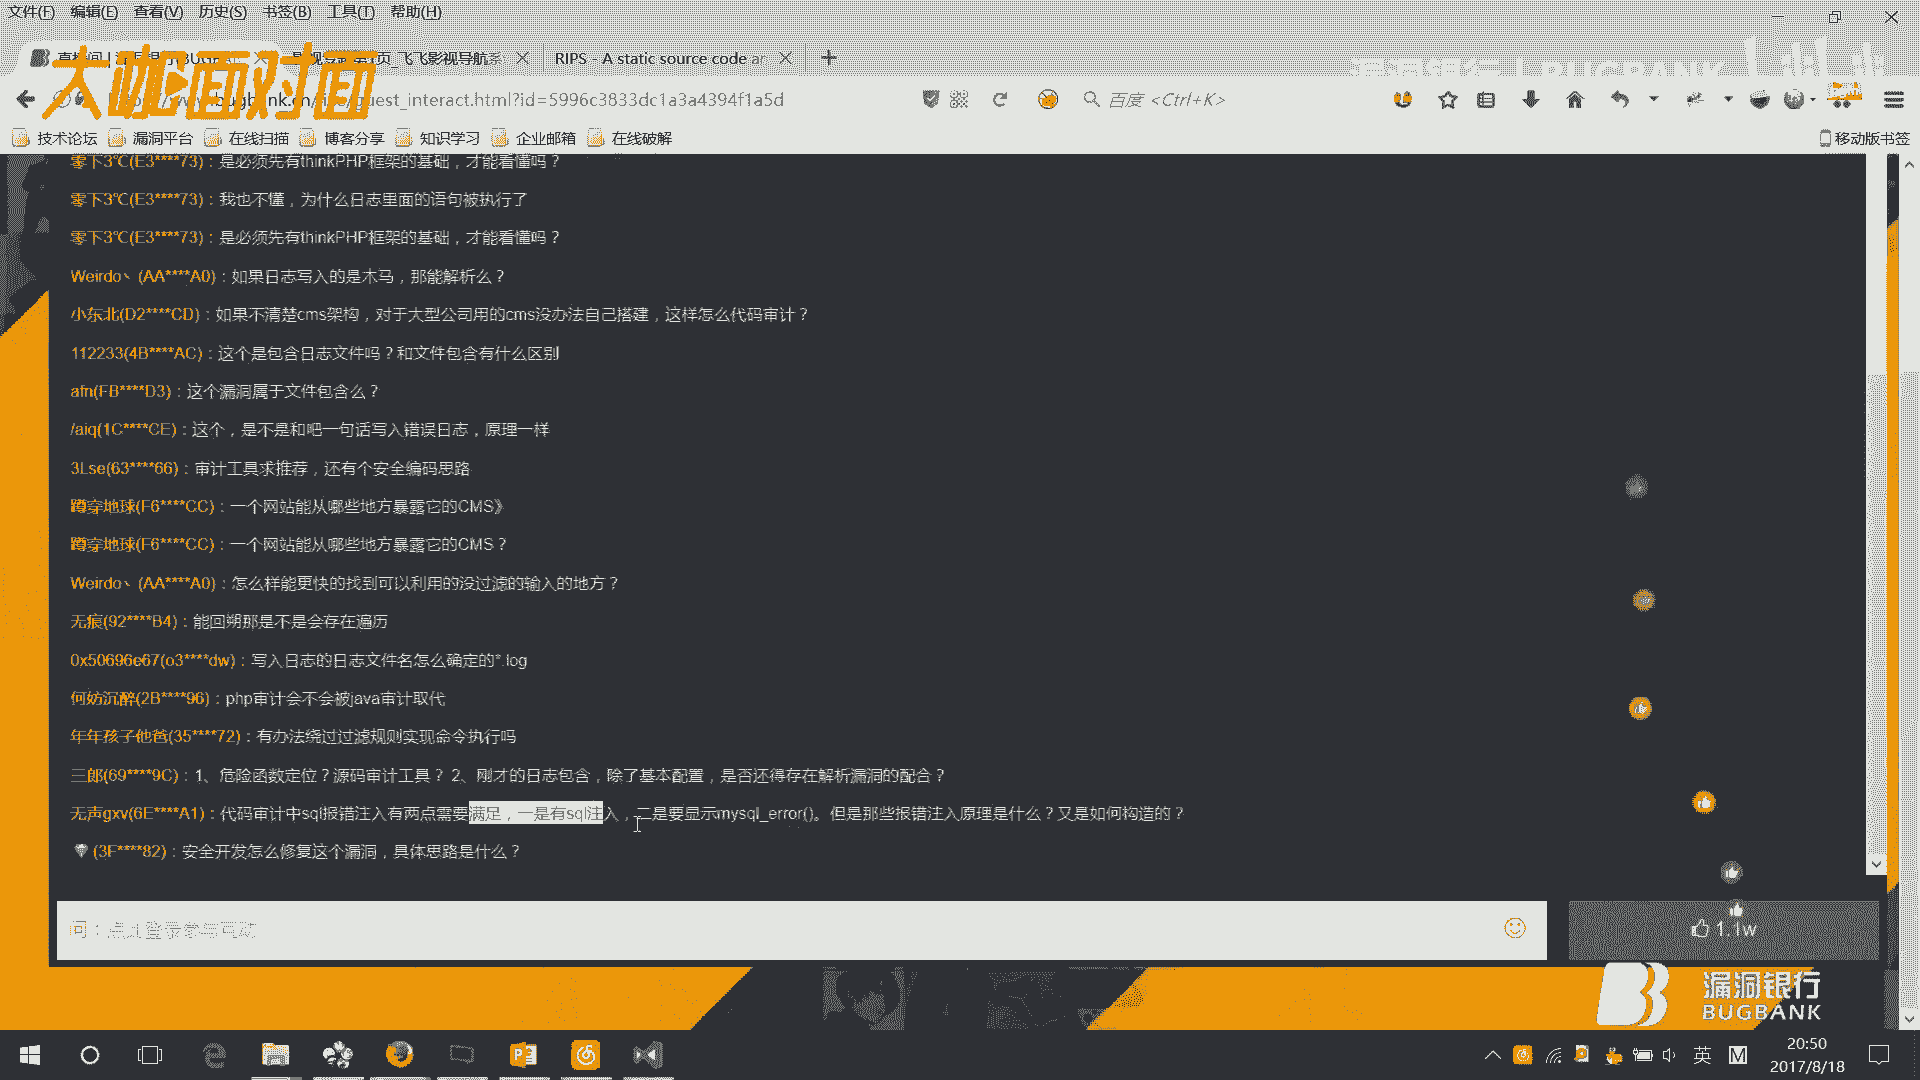 文件(F) 编辑(E) 查看(V) 历史(S) 书签(B) 工具(T) 帮助(H)
大咖面对面
页_飞飞影视导航系
RIPS - A static source code ar
bugbank.cn/
uest_interact.html?id=5996c3833dc1a3a4394f1a5d
百度 <Ctrl+K>
技术论坛 漏洞平台 在线扫描 博客分享 知识学习 企业邮箱 在线破解
移动版书签
零下3℃(E3****73)：是必须先有thinkPHP框架的基础，才能看懂吗？
零下3℃(E3****73)：我也不懂，为什么日志里面的语句被执行了
零下3℃(E3****73)：是必须先有thinkPHP框架的基础，才能看懂吗？
Weirdo丶(AA****A0)：如果日志写入的是木马，那能解析么？
小东北(D2****CD)：如果不清楚cms架构，对于大型公司用的cms没办法自己搭建，这样怎么代码审计？
112233(4B****AC)：这个是包含日志文件吗？和文件包含有什么区别
afn(FB****D3)：这个漏洞属于文件包含么？
/aiq(1C****CE)：这个，是不是和吧一句话写入错误日志，原理一样
3Lse(63****66)：审计工具求推荐，还有个安全编码思路
蹲穿地球(F6****CC)：一个网站能从哪些地方暴露它的CMS》
蹲穿地球(F6****CC)：一个网站能从哪些地方暴露它的CMS？
Weirdo丶(AA****A0)：怎么样能更快的找到可以利用的没过滤的输入的地方？
无痕(92****B4)：能回朔那是不是会存在遍历
0x50696e67(o3****dw)：写入日志的日志文件名怎么确定的*.log
何妨沉醉(2B****96)：php审计会不会被java审计取代
年年孩子他爸(35****72)：有办法绕过过滤规则实现命令执行吗
三郎(69****9C)：1、危险函数定位？源码审计工具？ 2、刚才的日志包含，除了基本配置，是否还得存在解析漏洞的配合？
无声gxv(6E****A1)：代码审计中sql报错注入有两点需要满足，一是有sql注入，二是要显示mysql_error()。但是那些报错注入原理是什么？又是如何构造的？
(3F****82)：安全开发怎么修复这个漏洞，具体思路是什么？
问：点此登录参与互动
1.1w
漏洞银行
BUGBANK
英
M
20:50
2017/8/18